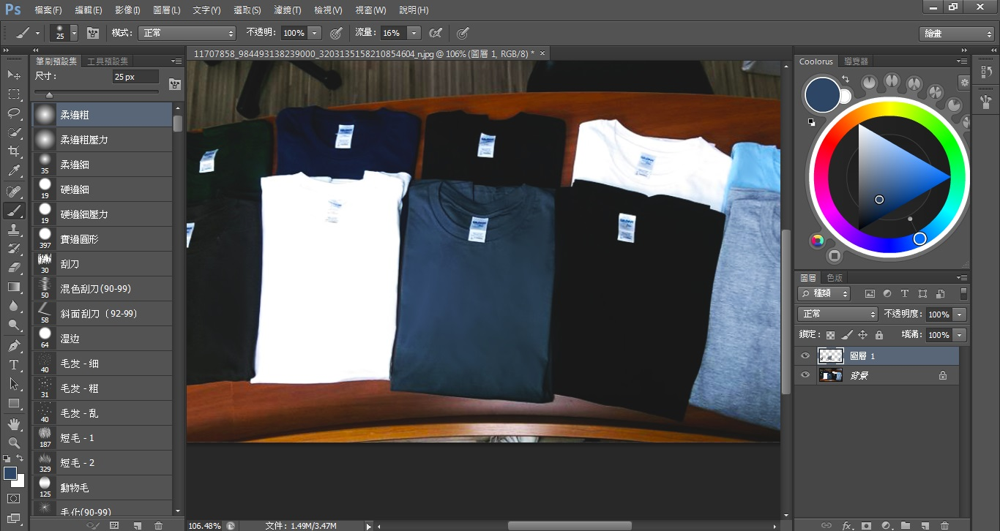 Ps 檔案(F) 編輯(E) 影像(I) 圖層(L) 文字(Y) 選取(S) 濾鏡(T) 檢視(V) 視窗(W) 說明(H)
25 模式: 正常 不透明: 100% 流量: 16% 繪畫
筆刷預設集 工具預設集
尺寸: 25 px
柔邊粗
柔邊粗壓力
35 柔邊細
19 硬邊細
19 硬邊細壓力
397 實邊圓形
30 刮刀
50 混色刮刀(90-99)
58 斜面刮刀（92-99）
64 湿边
40 毛发 - 细
31 毛发 - 粗
40 毛发 - 乱
187 短毛 - 1
329 短毛 - 2
125 動物毛
毛化(90-99)
11707858_984493138239000_3203135158210854604_n.jpg @ 106% (圖層 1, RGB/8) * ×
106.48% 文件: 1.49M/3.47M
Coolorus 導覽器
圖層 色版
種類
正常 不透明度: 100%
鎖定: 填滿: 100%
圖層 1
背景
fx